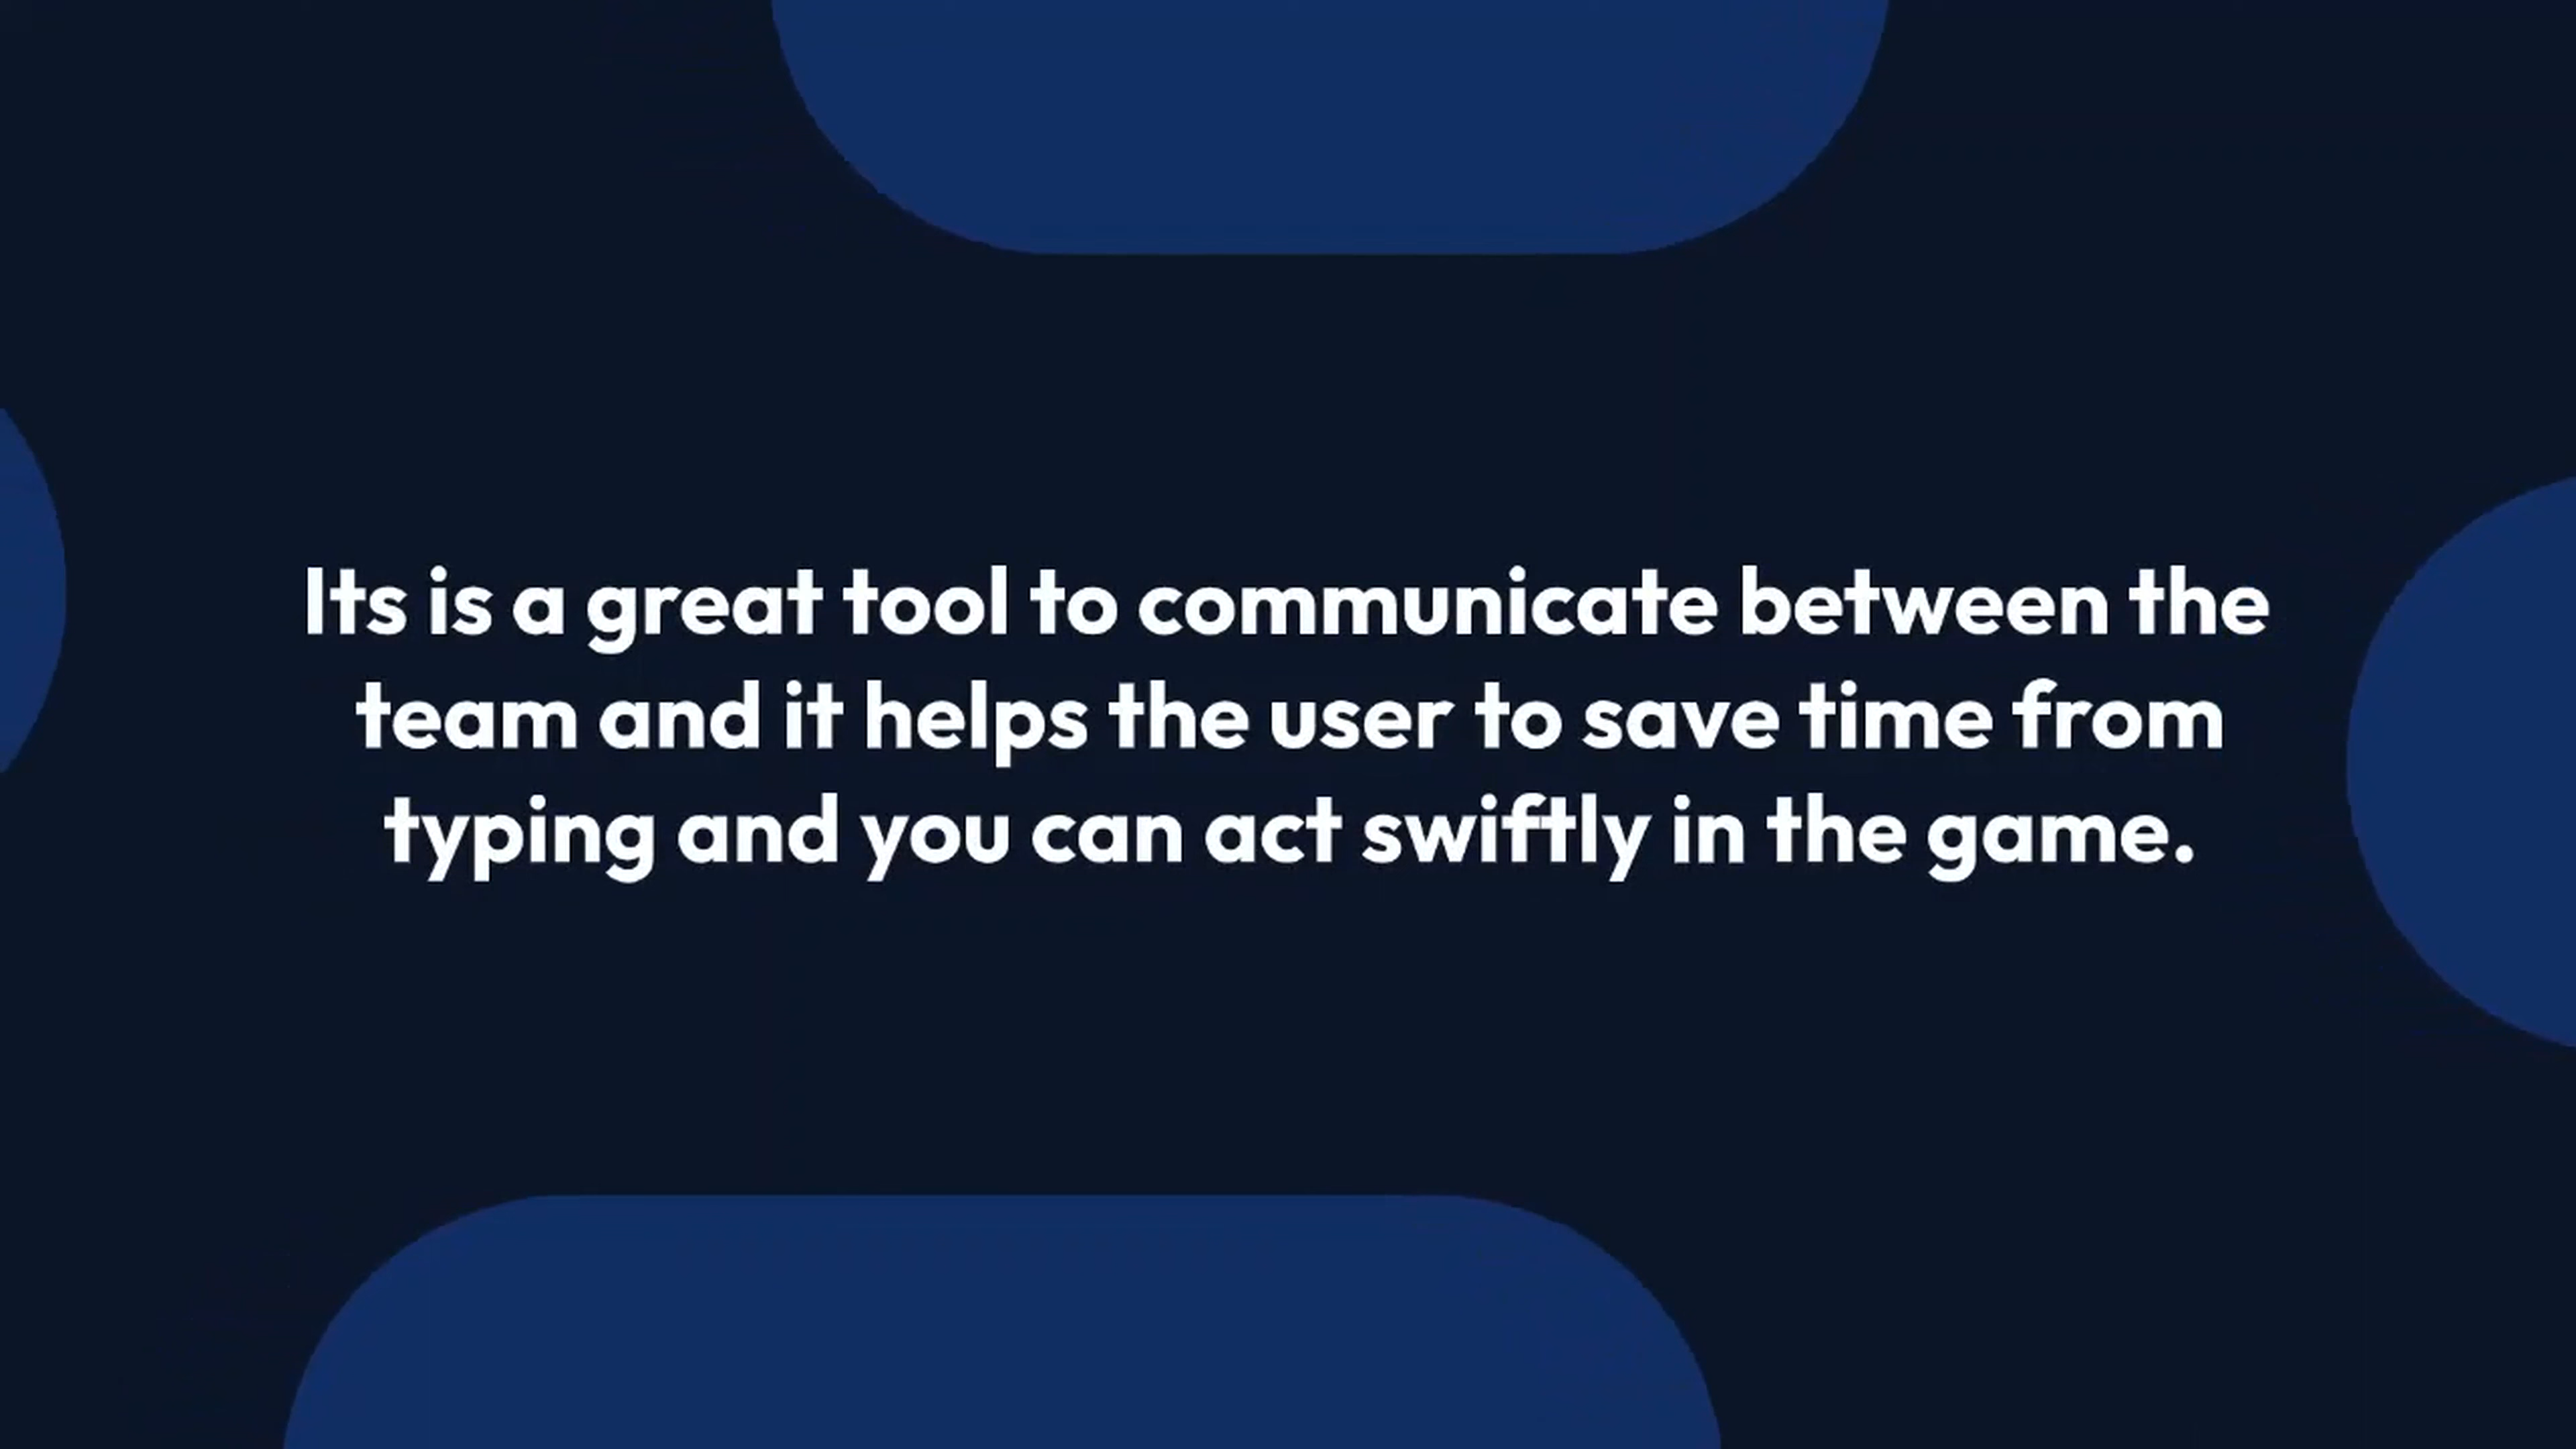 Its is a great tool to communicate between the
team and it helps the user to save time from
typing and you can act swiftly in the game.